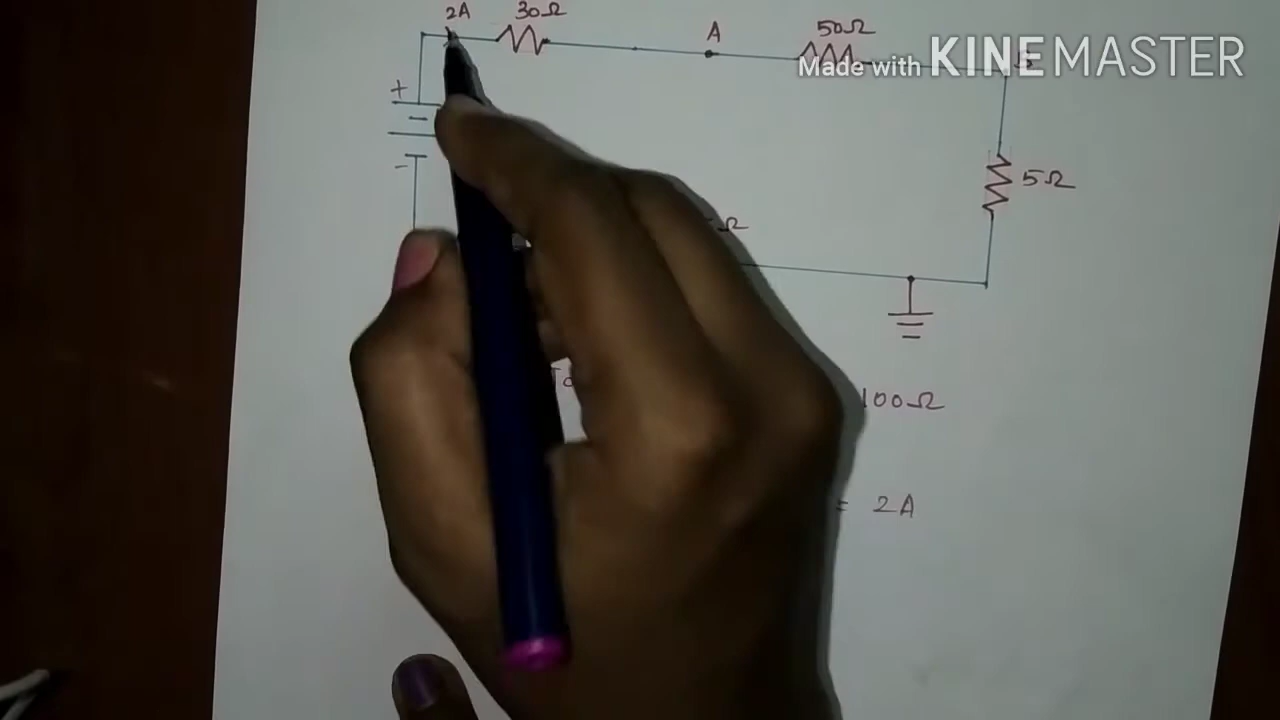 2A 30Ω A 50Ω
Made with KINEMASTER
+
-
5Ω
Ω
100Ω
= 2A